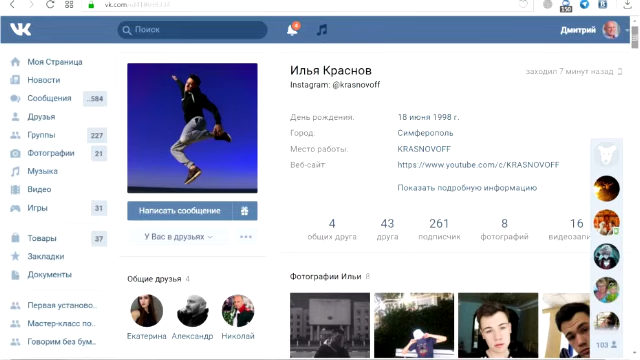 vk.com
150
Поиск
Дмитрий
Моя Страница
Новости
Сообщения ..584
Друзья
Группы 227
Фотографии 21
Музыка
Видео
Игры 31
Товары 37
Закладки
Документы
Первая установо..
Мастер-класс по..
Говорим без бум..
Написать сообщение
У Вас в друзьях
Общие друзья 4
Екатерина Александр Николай
Илья Краснов
заходил 7 минут назад
Instagram: @krasnovoff
День рождения: 18 июня 1998 г.
Город: Симферополь
Место работы: KRASNOVOFF
Веб-сайт: https://www.youtube.com/c/KRASNOVOFF
Показать подробную информацию
4 43 261 8 16
общих друга друга подписчик фотографий видеозапи
Фотографии Ильи 8
103